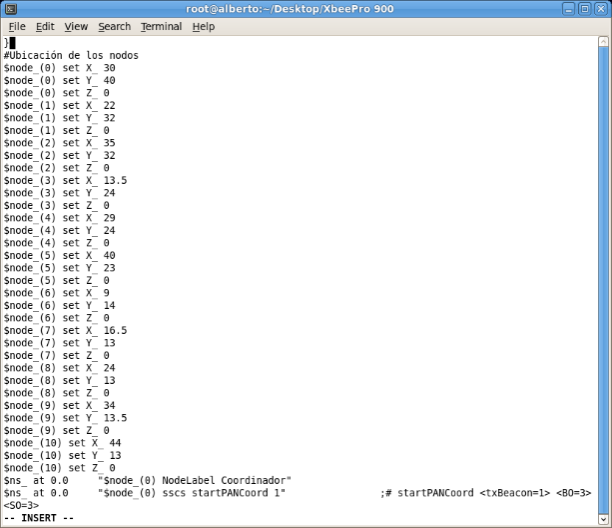 root@alberto:~/Desktop/XbeePro 900
File Edit View Search Terminal Help
}
#Ubicación de los nodos
$node_(0) set X_ 30
$node_(0) set Y_ 40
$node_(0) set Z_ 0
$node_(1) set X_ 22
$node_(1) set Y_ 32
$node_(1) set Z_ 0
$node_(2) set X_ 35
$node_(2) set Y_ 32
$node_(2) set Z_ 0
$node_(3) set X_ 13.5
$node_(3) set Y_ 24
$node_(3) set Z_ 0
$node_(4) set X_ 29
$node_(4) set Y_ 24
$node_(4) set Z_ 0
$node_(5) set X_ 40
$node_(5) set Y_ 23
$node_(5) set Z_ 0
$node_(6) set X_ 9
$node_(6) set Y_ 14
$node_(6) set Z_ 0
$node_(7) set X_ 16.5
$node_(7) set Y_ 13
$node_(7) set Z_ 0
$node_(8) set X_ 24
$node_(8) set Y_ 13
$node_(8) set Z_ 0
$node_(9) set X_ 34
$node_(9) set Y_ 13.5
$node_(9) set Z_ 0
$node_(10) set X_ 44
$node_(10) set Y_ 13
$node_(10) set Z_ 0
$ns_ at 0.0     "$node_(0) NodeLabel Coordinador"
$ns_ at 0.0     "$node_(0) sscs startPANCoord 1"               ;# startPANCoord <txBeacon=1> <BO=3>
<SO=3>
-- INSERT --